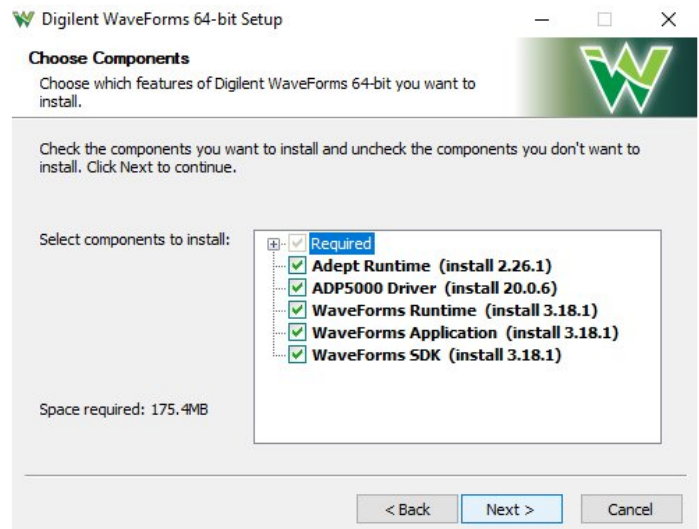 Digilent WaveForms 64-bit Setup
Choose Components
Choose which features of Digilent WaveForms 64-bit you want to
install.
Check the components you want to install and uncheck the components you don't want to
install. Click Next to continue.
Select components to install:
Required
Adept Runtime (install 2.26.1)
ADP5000 Driver (install 20.0.6)
WaveForms Runtime (install 3.18.1)
WaveForms Application (install 3.18.1)
WaveForms SDK (install 3.18.1)
Space required: 175.4MB
< Back
Next >
Cancel